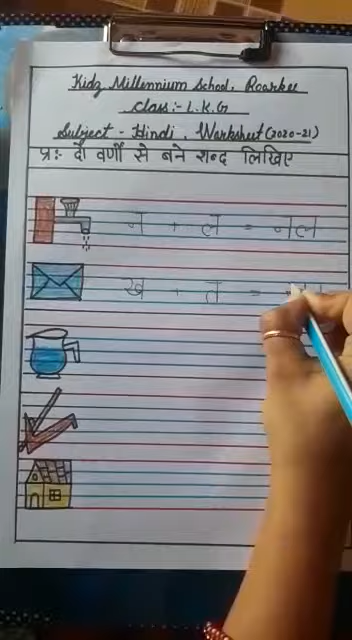 Kidz Millennium School, Roorkee
Class:- L.K.G
Subject - Hindi, Worksheet (2020-21)
प्र:- दो वर्णों से बने शब्द लिखिए
न + ल = नल
ख + त =